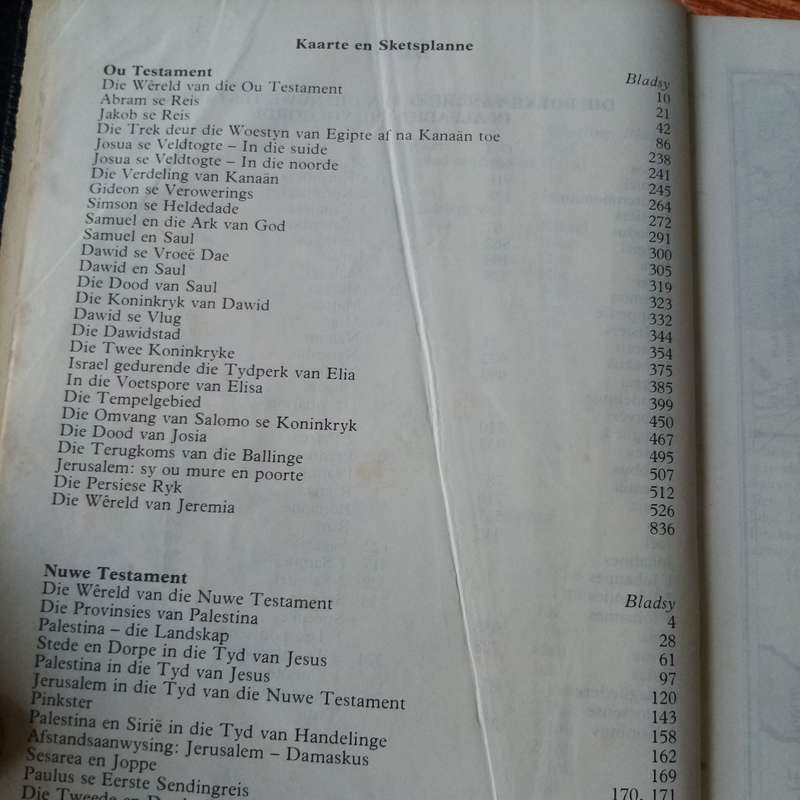 Kaarte en Sketsplanne
Ou Testament Bladsy
Die Wêreld van die Ou Testament 10
Abram se Reis 21
Jakob se Reis 42
Die Trek deur die Woestyn van Egipte af na Kanaän toe 86
Josua se Veldtogte – In die suide 238
Josua se Veldtogte – In die noorde 241
Die Verdeling van Kanaän 245
Gideon se Verowerings 264
Simson se Heldedade 272
Samuel en die Ark van God 291
Samuel en Saul 300
Dawid se Vroeë Dae 305
Dawid en Saul 319
Die Dood van Saul 323
Die Koninkryk van Dawid 332
Dawid se Vlug 344
Die Dawidstad 354
Die Twee Koninkryke 375
Israel gedurende die Tydperk van Elia 385
In die Voetspore van Elisa 399
Die Tempelgebied 450
Die Omvang van Salomo se Koninkryk 467
Die Dood van Josia 495
Die Terugkoms van die Ballinge 507
Jerusalem: sy ou mure en poorte 512
Die Persiese Ryk 526
Die Wêreld van Jeremia 836
Nuwe Testament Bladsy
Die Wêreld van die Nuwe Testament 4
Die Provinsies van Palestina 28
Palestina – die Landskap 61
Stede en Dorpe in die Tyd van Jesus 97
Palestina in die Tyd van Jesus 120
Jerusalem in die Tyd van die Nuwe Testament 143
Pinkster 158
Palestina en Sirië in die Tyd van Handelinge 162
Afstandsaanwysing: Jerusalem – Damaskus 169
Sesarea en Joppe 170, 171
Paulus se Eerste Sendingreis
Die Tweede en